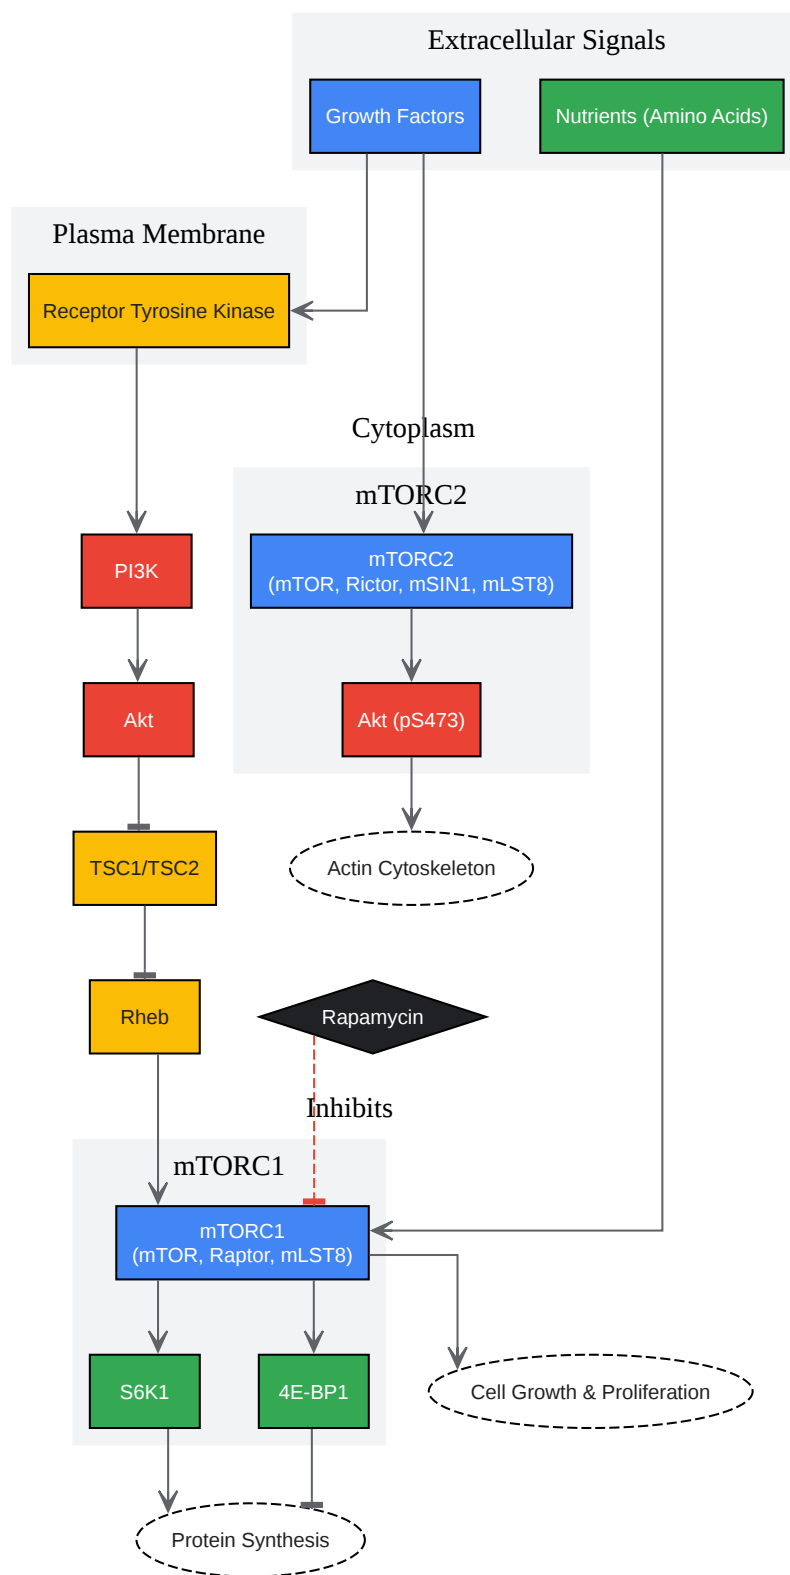 Extracellular Signals
Growth Factors
Nutrients (Amino Acids)
Plasma Membrane
Receptor Tyrosine Kinase
Cytoplasm
mTORC2
PI3K
mTORC2
(mTOR, Rictor, mSIN1, mLST8)
Akt
Akt (pS473)
TSC1/TSC2
Actin Cytoskeleton
Rheb
Rapamycin
Inhibits
mTORC1
mTORC1
(mTOR, Raptor, mLST8)
S6K1
4E-BP1
Cell Growth & Proliferation
Protein Synthesis